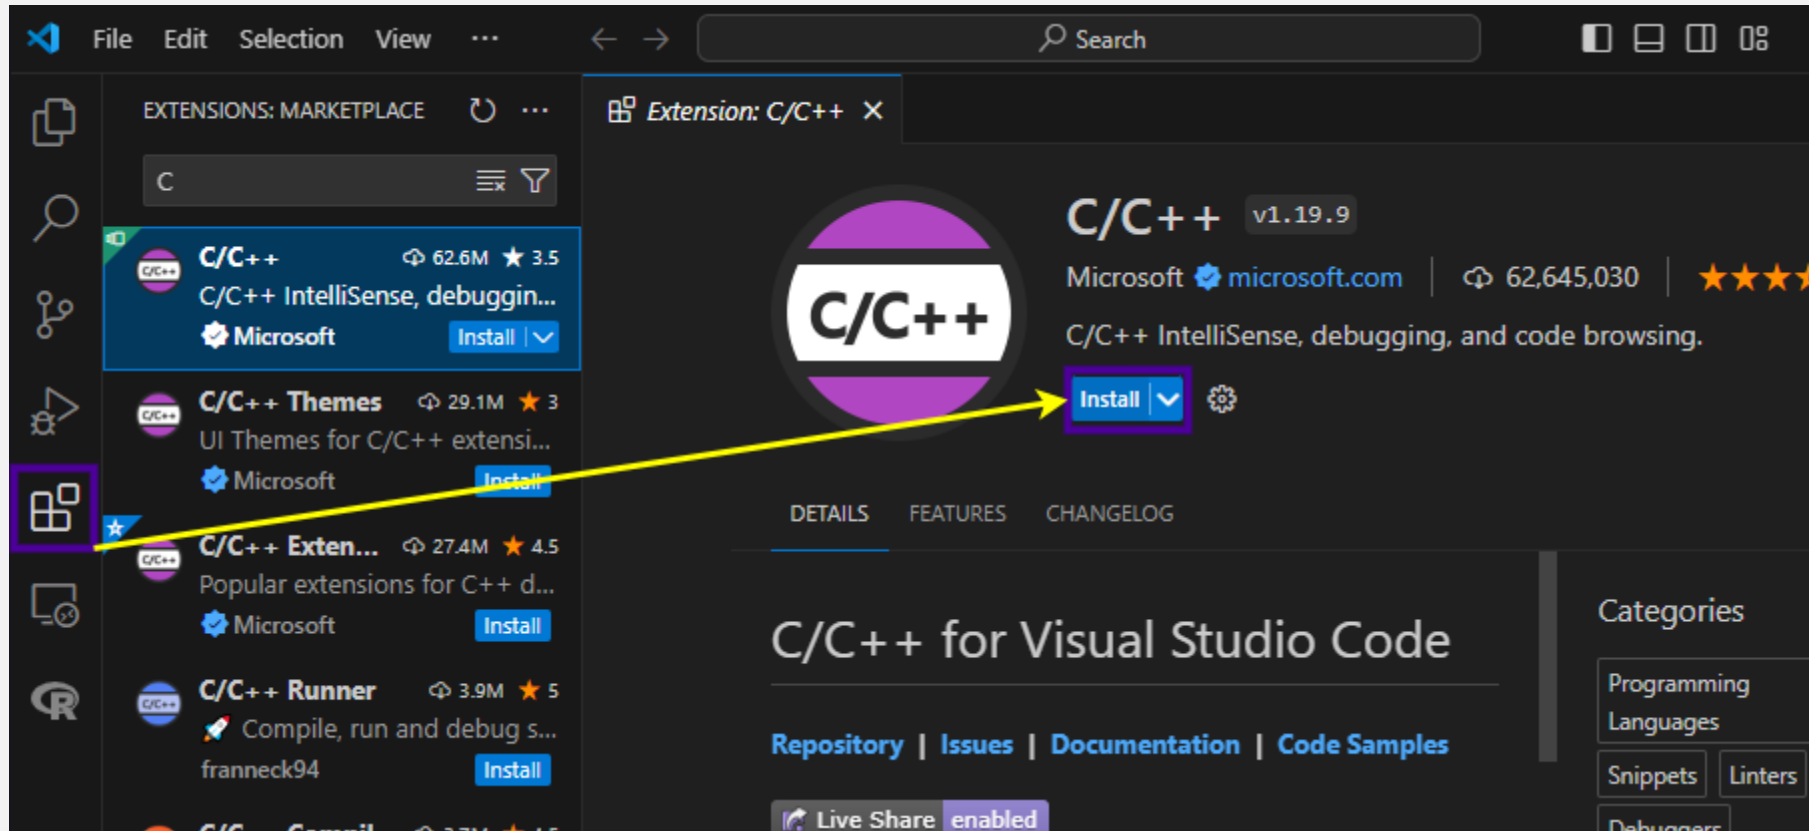 File Edit Selection View ···
Search
EXTENSIONS: MARKETPLACE
C
C/C++ 62.6M 3.5
C/C++ IntelliSense, debuggin...
Microsoft Install
C/C++ Themes 29.1M 3
UI Themes for C/C++ extensi...
Microsoft Install
C/C++ Exten... 27.4M 4.5
Popular extensions for C++ d...
Microsoft Install
C/C++ Runner 3.9M 5
Compile, run and debug s...
franneck94 Install
Extension: C/C++
C/C++
C/C++ v1.19.9
Microsoft microsoft.com 62,645,030
C/C++ IntelliSense, debugging, and code browsing.
Install
DETAILS FEATURES CHANGELOG
C/C++ for Visual Studio Code
Repository | Issues | Documentation | Code Samples
Live Share enabled
Categories
Programming
Languages
Snippets Linters
Debuggers